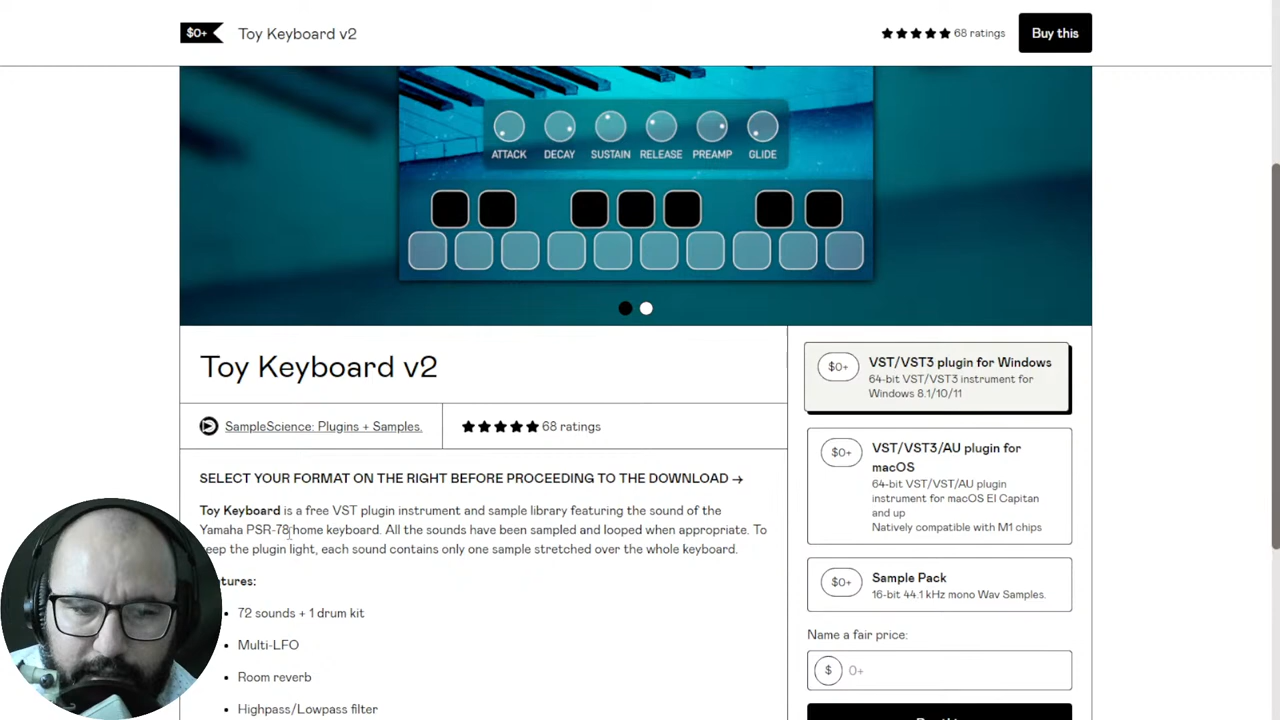 $0+ Toy Keyboard v2 68 ratings Buy this
ATTACK DECAY SUSTAIN RELEASE PREAMP GLIDE
Toy Keyboard v2
SampleScience: Plugins + Samples. 68 ratings
SELECT YOUR FORMAT ON THE RIGHT BEFORE PROCEEDING TO THE DOWNLOAD →
Toy Keyboard is a free VST plugin instrument and sample library featuring the sound of the
Yamaha PSR-78 home keyboard. All the sounds have been sampled and looped when appropriate. To
the plugin light, each sound contains only one sample stretched over the whole keyboard.
72 sounds + 1 drum kit
Multi-LFO
Room reverb
Highpass/Lowpass filter
$0+ VST/VST3 plugin for Windows
64-bit VST/VST3 instrument for
Windows 8.1/10/11
$0+ VST/VST3/AU plugin for
macOS
64-bit VST/VST/AU plugin
instrument for macOS El Capitan
and up
Natively compatible with M1 chips
$0+ Sample Pack
16-bit 44.1 kHz mono Wav Samples.
Name a fair price:
$ 0+